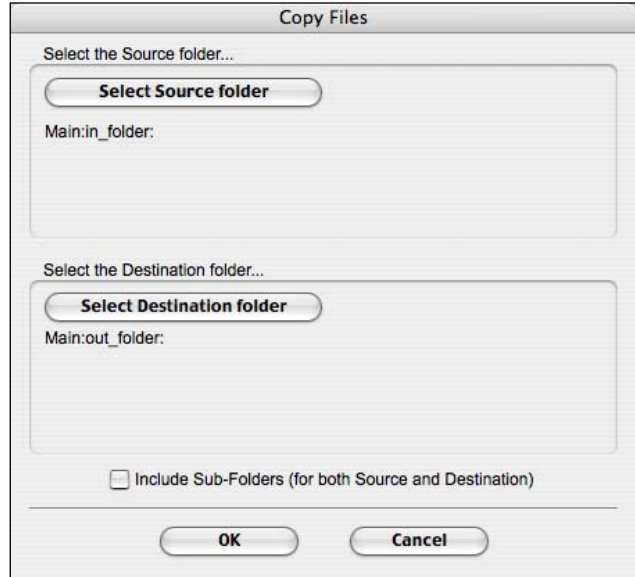 Copy Files
Select the Source folder...
Select Source folder
Main:in_folder:
Select the Destination folder...
Select Destination folder
Main:out_folder:
Include Sub-Folders (for both Source and Destination)
OK
Cancel